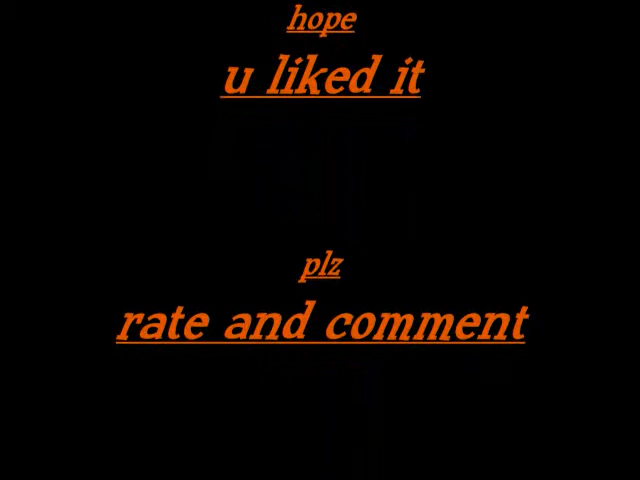 hope
u liked it
plz
rate and comment